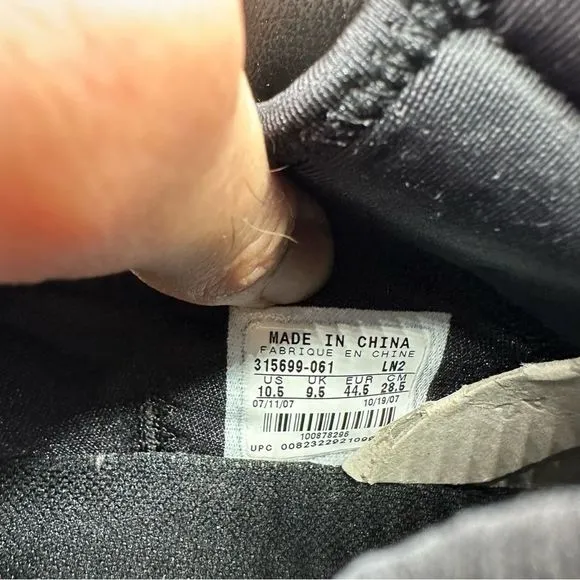 MADE IN CHINA
FABRIQUE EN CHINE
315699-061 LN2
US UK EUR CM
10.5 9.5 44.5 28.5
07/11/07 10/19/07
100878296
UPC